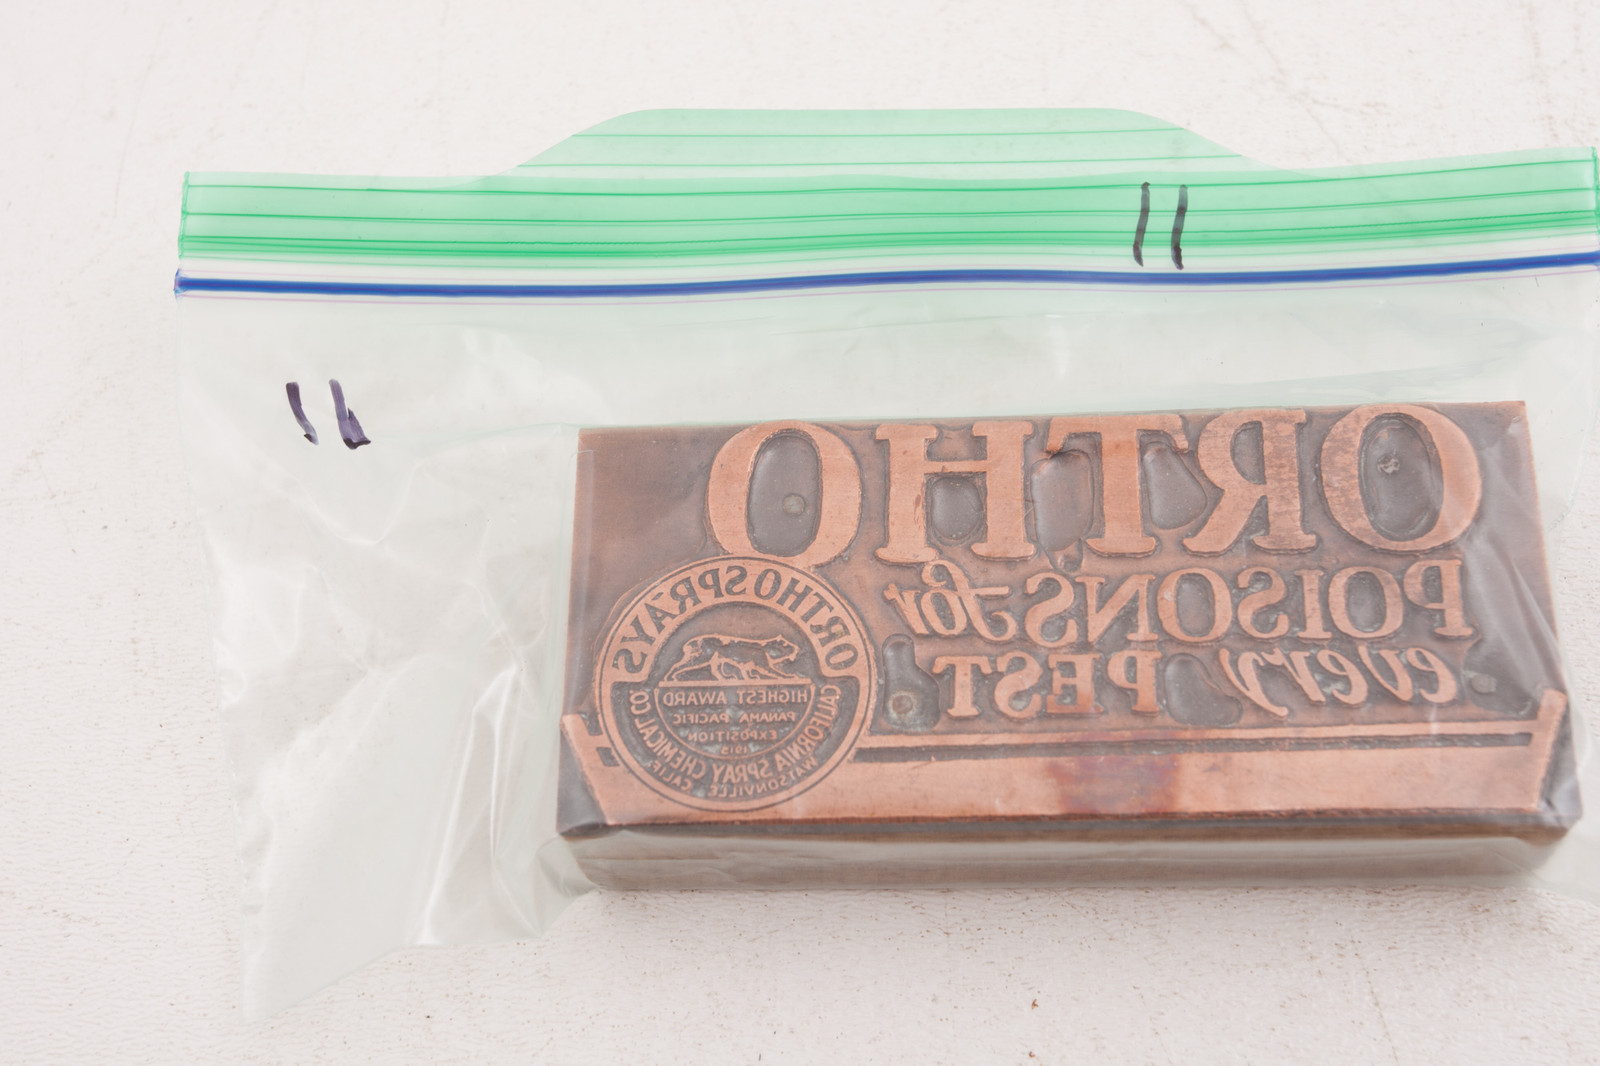 11
11
ORTHO
POISONS for
every PEST
ORTHO SPRAYS
HIGHEST AWARD
PANAMA PACIFIC
EXPOSITION
1915
CALIFORNIA SPRAY CHEMICAL CO.
WATSONVILLE CALIF.